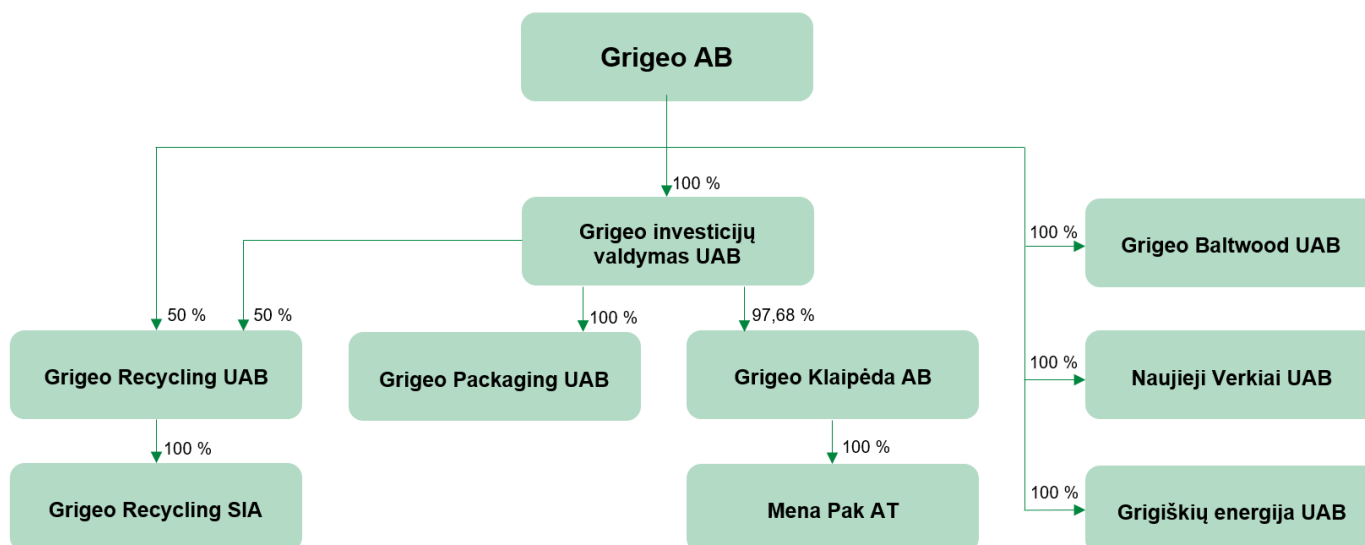 Grigeo AB
100 %
Grigeo investicijų
valdymas UAB
100 %
Grigeo Baltwood UAB
50 %
50 %
100 %
97,68 %
Grigeo Recycling UAB
Grigeo Packaging UAB
Grigeo Klaipėda AB
100 %
Naujieji Verkiai UAB
100 %
100 %
Grigeo Recycling SIA
Mena Pak AT
100 %
Grigiškių energija UAB